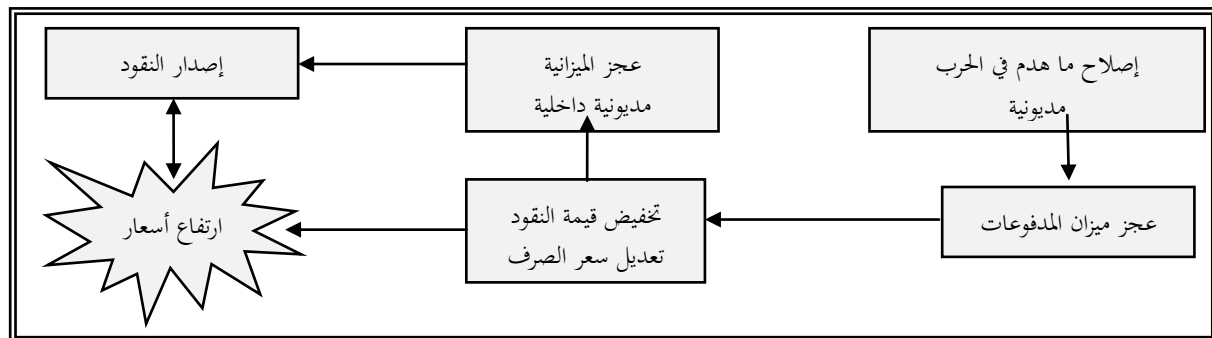 إصلاح ما هدم في الحرب
مديونية
عجز الميزانية
مديونية داخلية
إصدار النقود
عجز ميزان المدفوعات
تخفيض قيمة النقود
تعديل سعر الصرف
ارتفاع أسعار